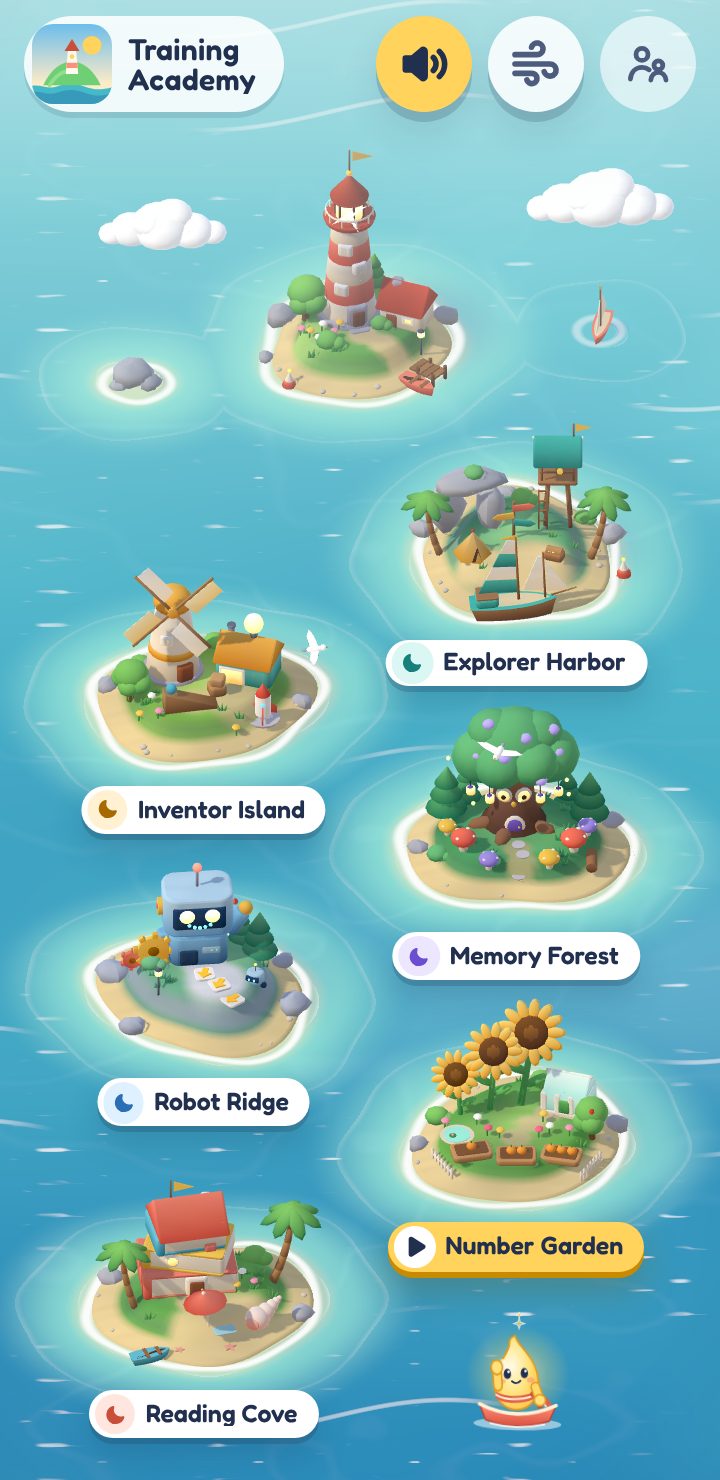 Training
Academy
Explorer Harbor
Inventor Island
Memory Forest
Robot Ridge
Number Garden
Reading Cove